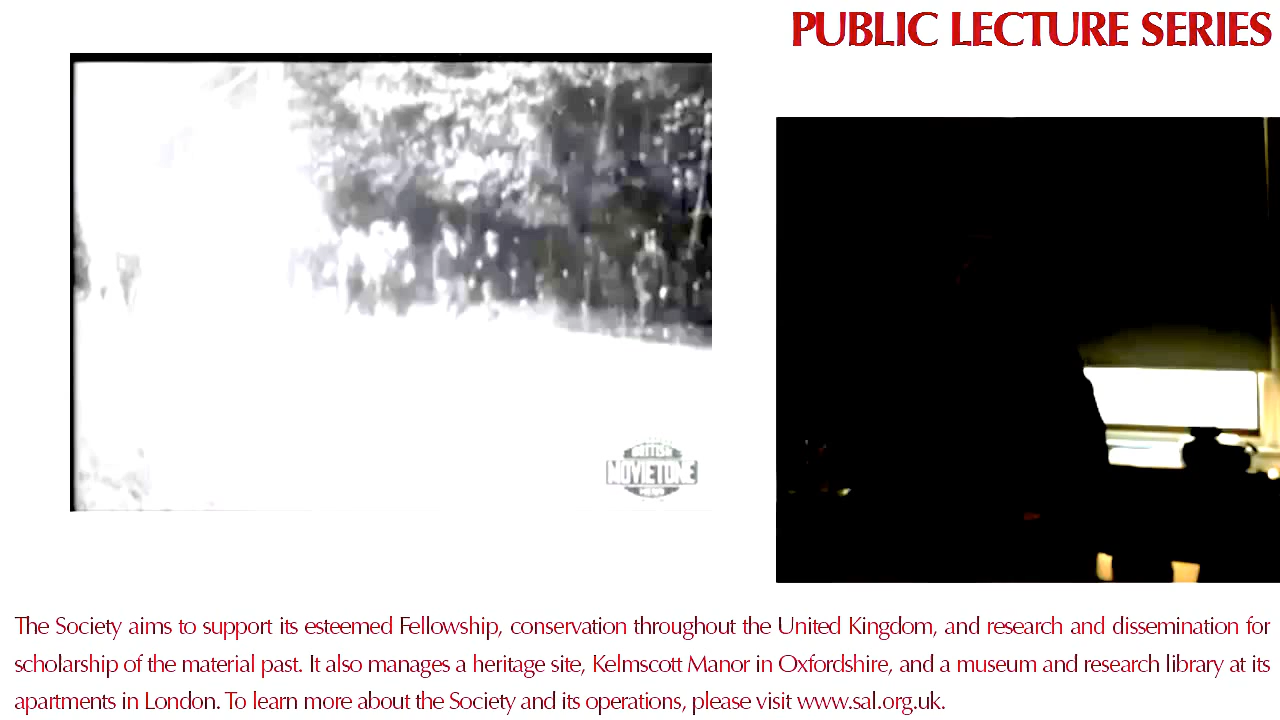 PUBLIC LECTURE SERIES
BRITISH
MOVIETONE
NEWS
The Society aims to support its esteemed Fellowship, conservation throughout the United Kingdom, and research and dissemination for
scholarship of the material past. It also manages a heritage site, Kelmscott Manor in Oxfordshire, and a museum and research library at its
apartments in London. To learn more about the Society and its operations, please visit www.sal.org.uk.